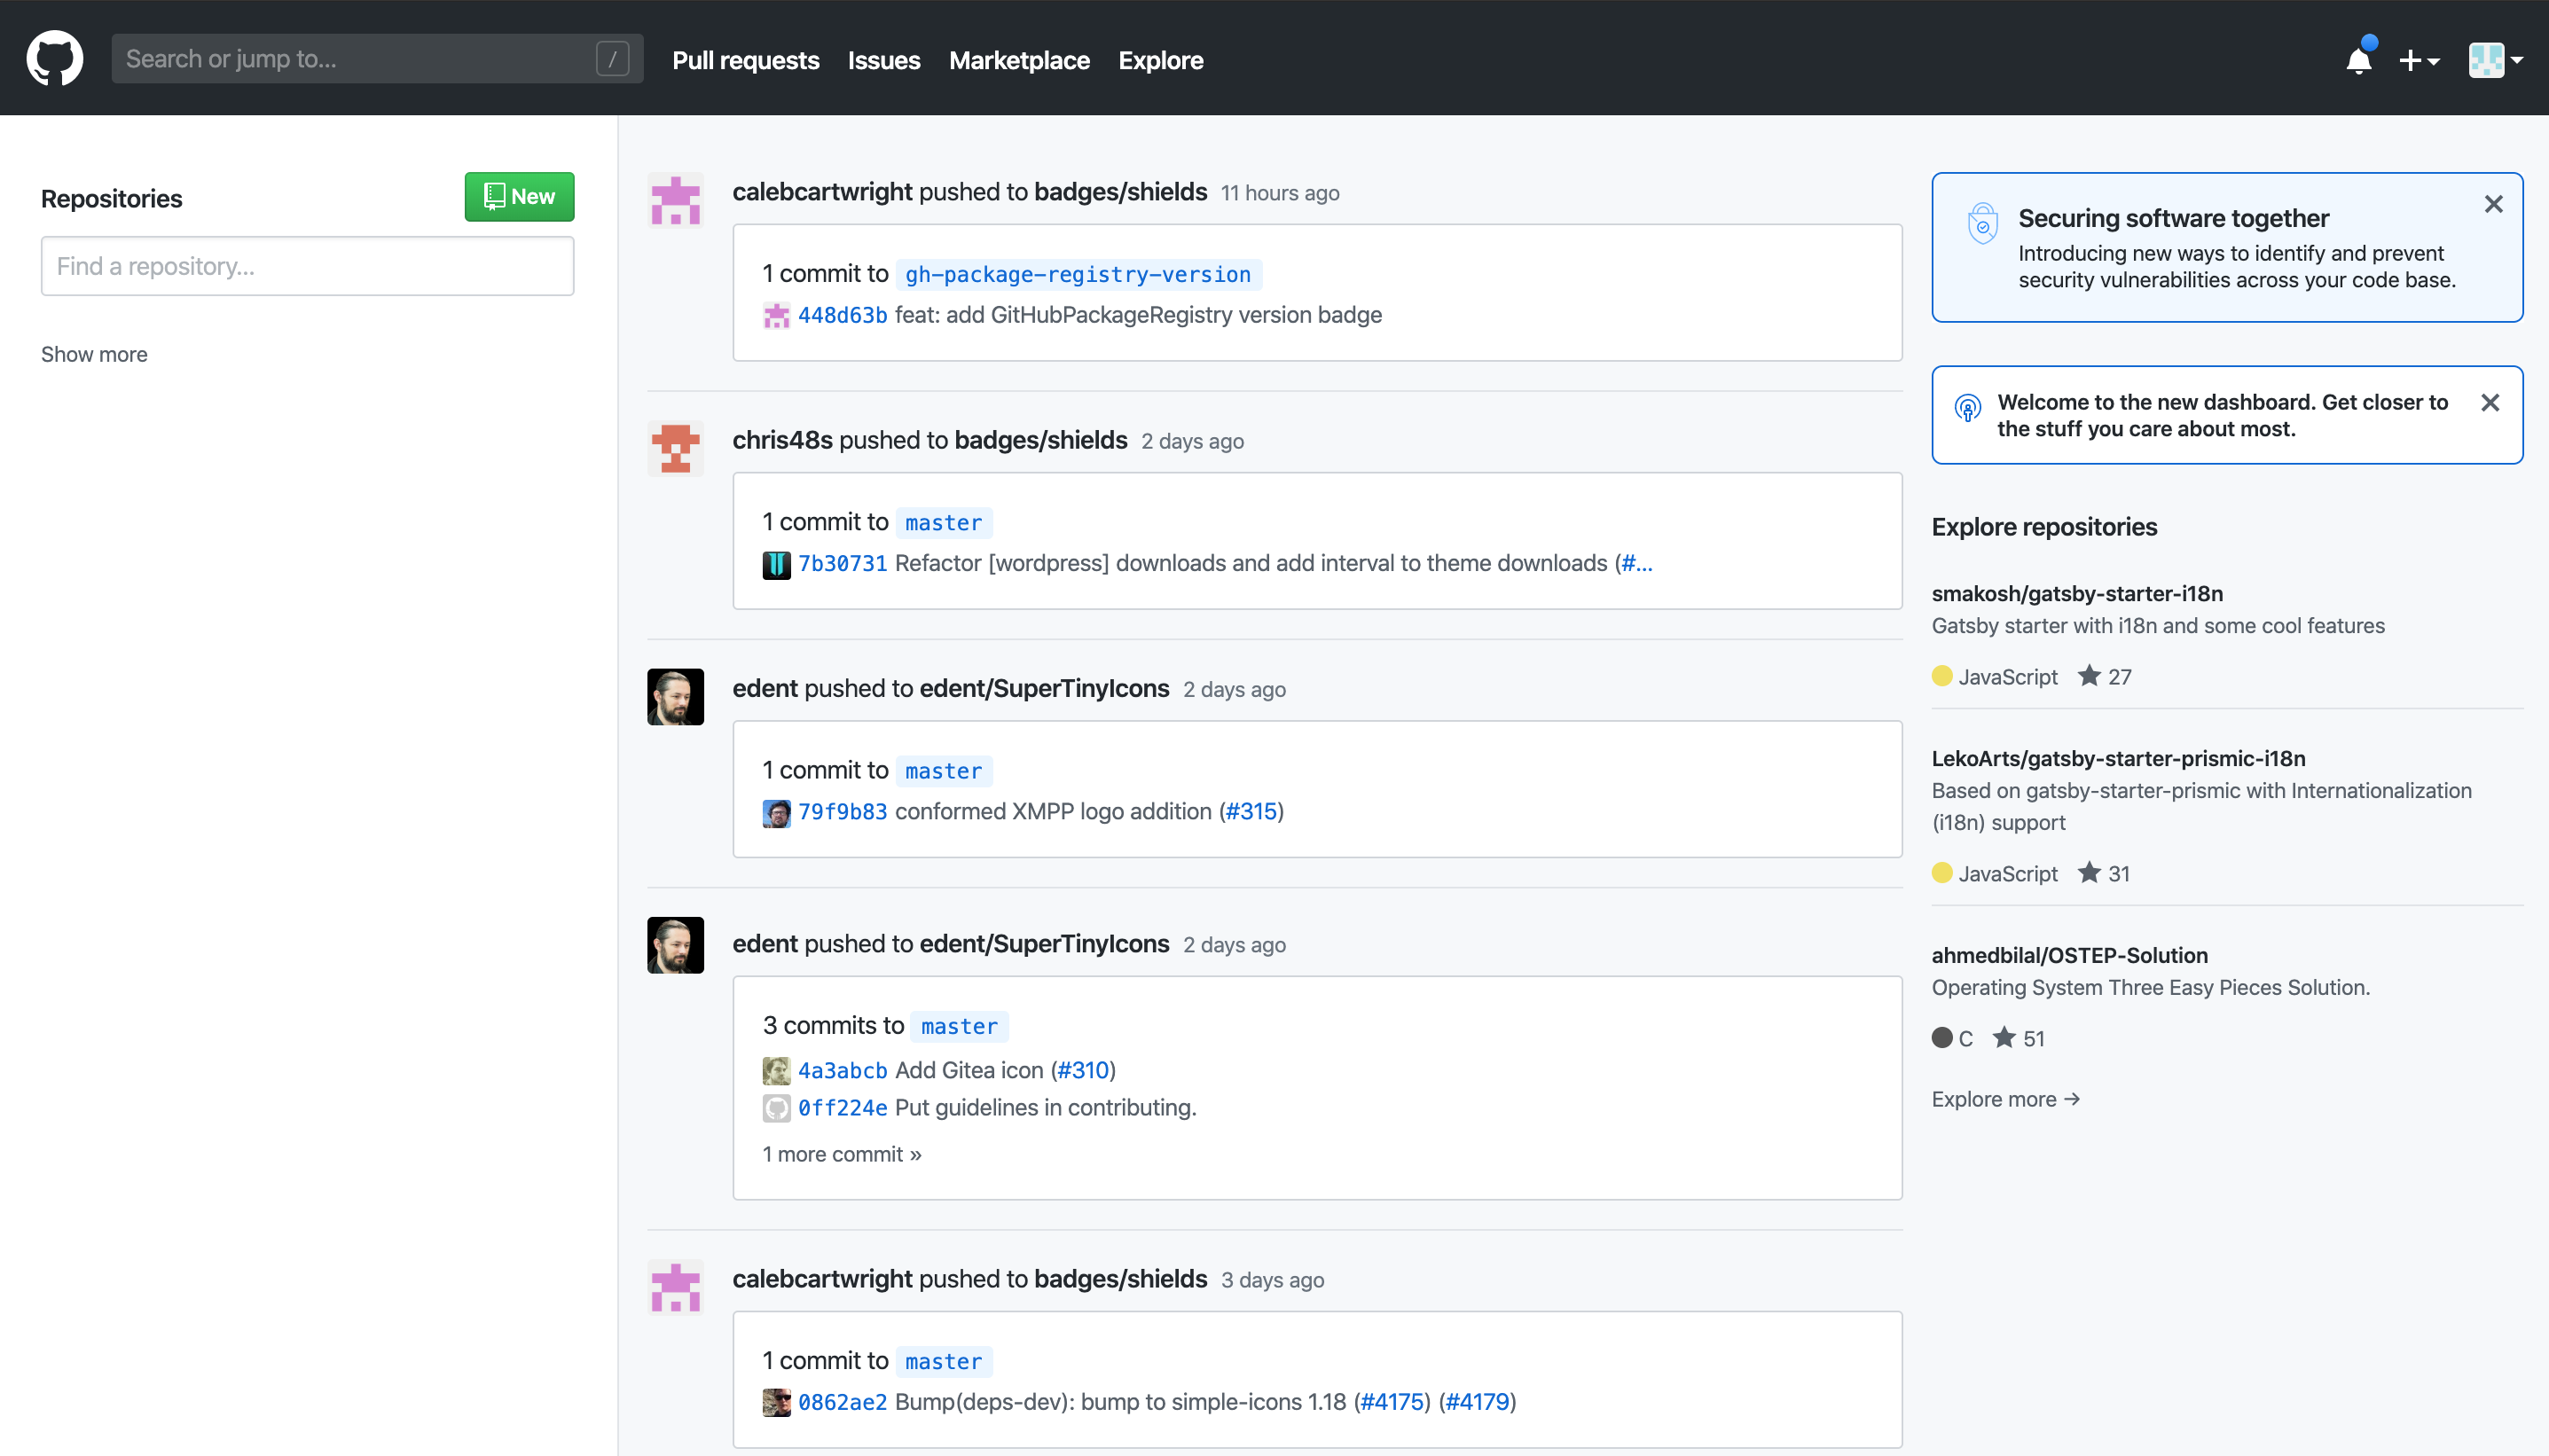 Search or jump to...
/
Pull requests
Issues
Marketplace
Explore
Repositories
New
Find a repository...
Show more
calebcartwright pushed to badges/shields 11 hours ago
1 commit to gh-package-registry-version
448d63b feat: add GitHubPackageRegistry version badge
chris48s pushed to badges/shields 2 days ago
1 commit to master
7b30731 Refactor [wordpress] downloads and add interval to theme downloads (#...
edent pushed to edent/SuperTinyIcons 2 days ago
1 commit to master
79f9b83 conformed XMPP logo addition (#315)
edent pushed to edent/SuperTinyIcons 2 days ago
3 commits to master
4a3abcb Add Gitea icon (#310)
0ff224e Put guidelines in contributing.
1 more commit »
calebcartwright pushed to badges/shields 3 days ago
1 commit to master
0862ae2 Bump(deps-dev): bump to simple-icons 1.18 (#4175) (#4179)
Securing software together
Introducing new ways to identify and prevent
security vulnerabilities across your code base.
Welcome to the new dashboard. Get closer to
the stuff you care about most.
Explore repositories
smakosh/gatsby-starter-i18n
Gatsby starter with i18n and some cool features
JavaScript 27
LekoArts/gatsby-starter-prismic-i18n
Based on gatsby-starter-prismic with Internationalization
(i18n) support
JavaScript 31
ahmedbilal/OSTEP-Solution
Operating System Three Easy Pieces Solution.
C 51
Explore more →